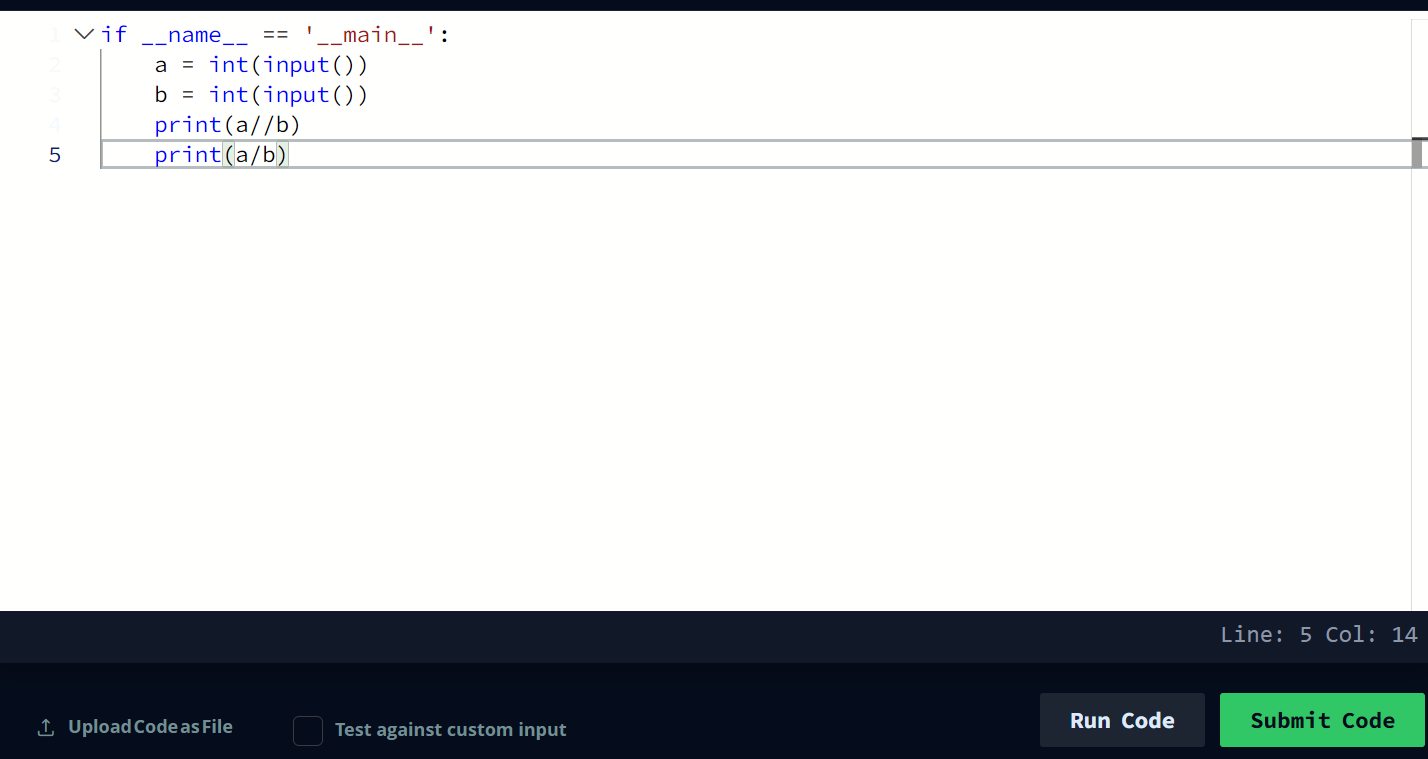 1 if __name__ == '__main__':
2     a = int(input())
3     b = int(input())
4     print(a//b)
5     print(a/b)
Line: 5 Col: 14
Upload Code as File
Test against custom input
Run Code
Submit Code